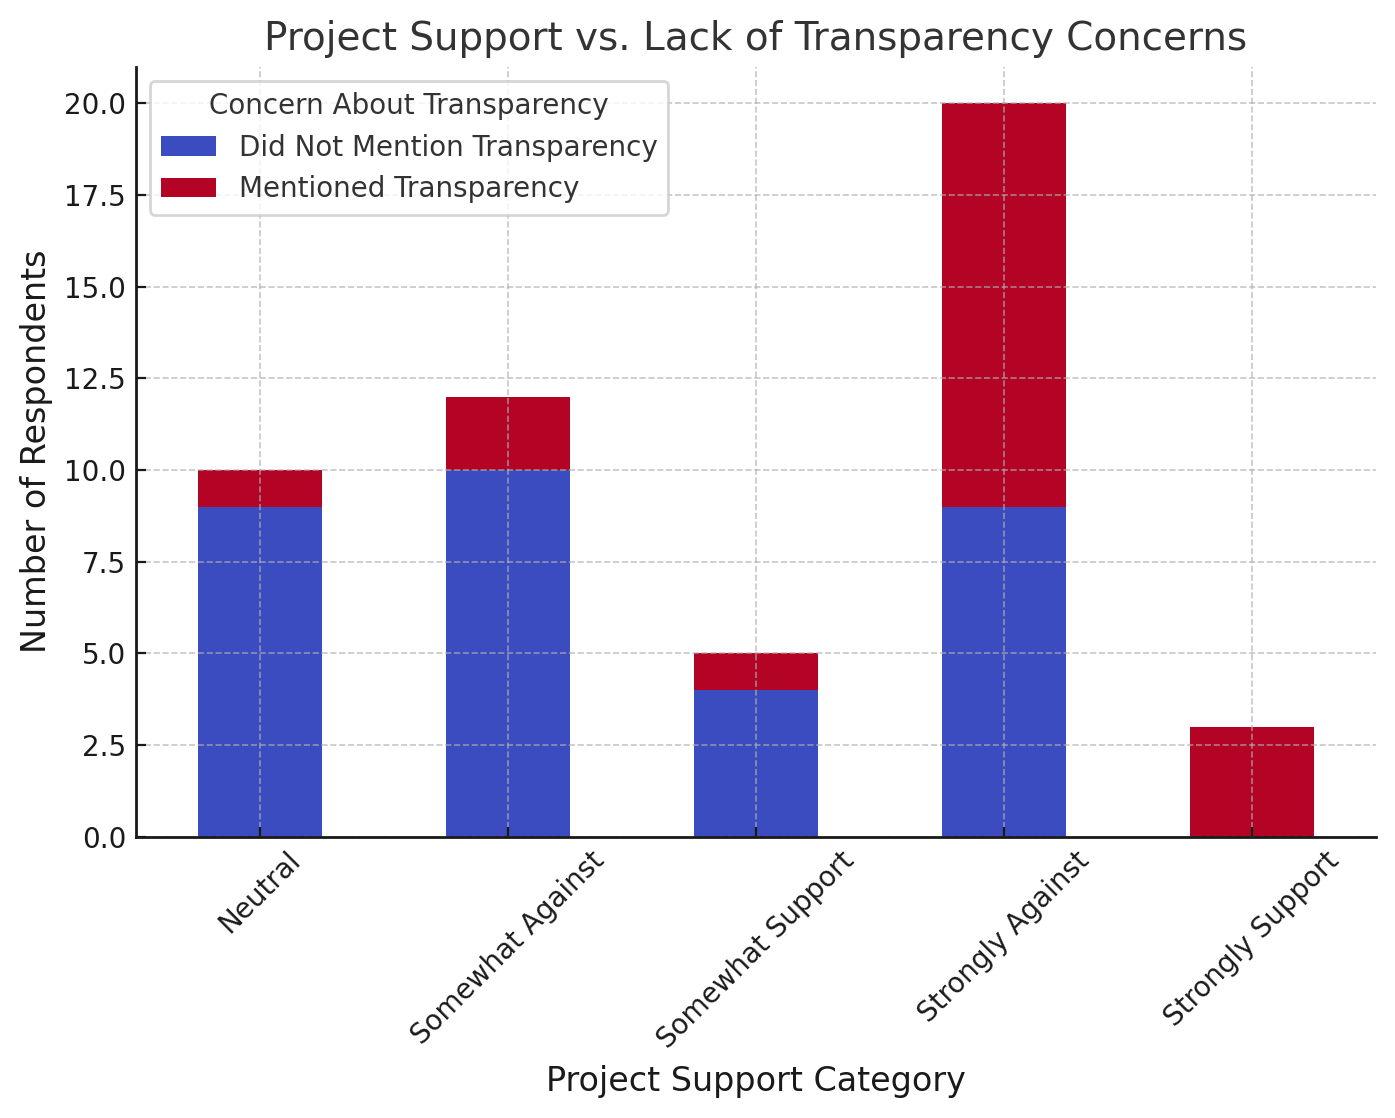 Project Support vs. Lack of Transparency Concerns
Concern About Transparency
Did Not Mention Transparency
Mentioned Transparency
Number of Respondents
20.0
17.5
15.0
12.5
10.0
7.5
5.0
2.5
0.0
Neutral
Somewhat Against
Somewhat Support
Strongly Against
Strongly Support
Project Support Category